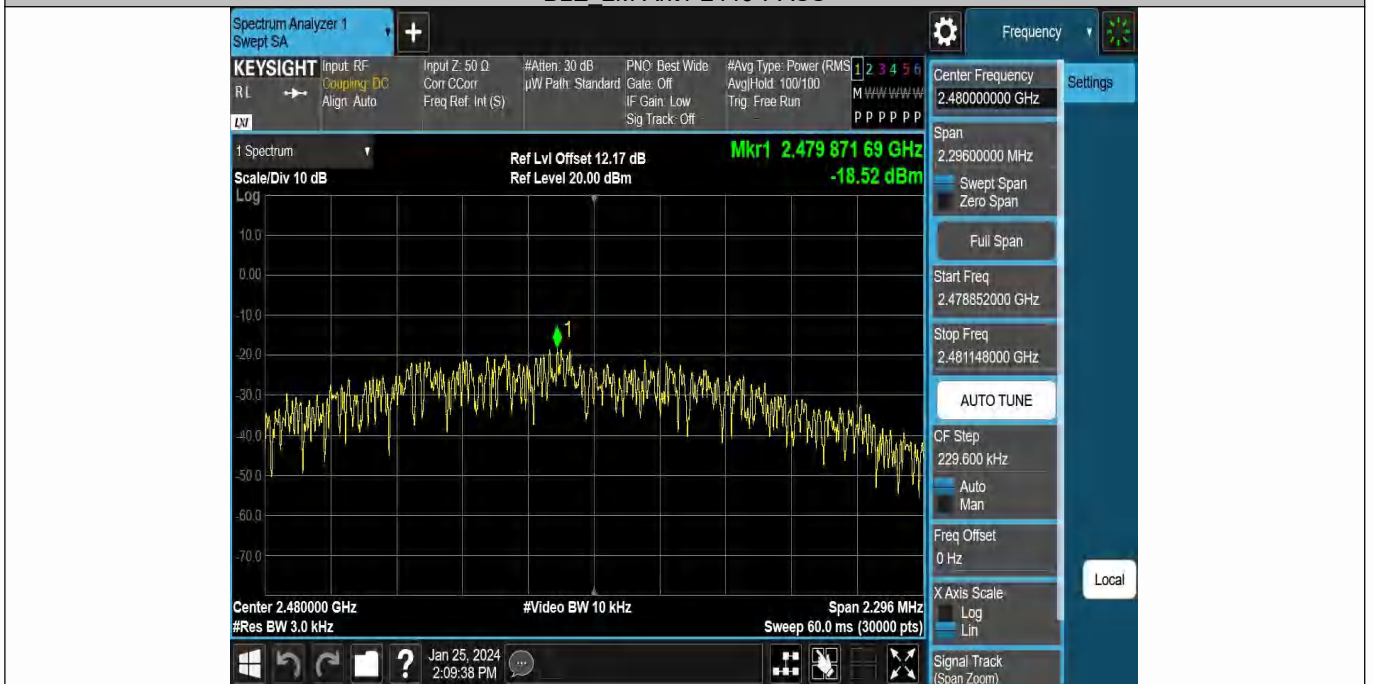 Spectrum Analyzer 1
Swept SA
+
Frequency
KEYSIGHT
RL
LXI
Input: RF
Coupling: DC
Align: Auto
Input Z: 50 Ω
Corr CCorr
Freq Ref: Int (S)
#Atten: 30 dB
µW Path: Standard
PNO: Best Wide
Gate: Off
IF Gain: Low
Sig Track: Off
#Avg Type: Power (RMS
Avg|Hold: 100/100
Trig: Free Run
1 2 3 4 5 6
M W W W W W
P P P P P P
Center Frequency
2.480000000 GHz
Settings
1 Spectrum
Scale/Div 10 dB
Ref Lvl Offset 12.17 dB
Ref Level 20.00 dBm
Mkr1 2.479 871 69 GHz
-18.52 dBm
Span
2.29600000 MHz
Swept Span
Zero Span
Full Span
Start Freq
2.478852000 GHz
Stop Freq
2.481148000 GHz
AUTO TUNE
CF Step
229.600 kHz
Auto
Man
Freq Offset
0 Hz
X Axis Scale
Log
Lin
Signal Track
(Span Zoom)
Local
Log
10.0
0.00
-10.0
-20.0
-30.0
-40.0
-50.0
-60.0
-70.0
1
Center 2.480000 GHz
#Res BW 3.0 kHz
#Video BW 10 kHz
Span 2.296 MHz
Sweep 60.0 ms (30000 pts)
?
Jan 25, 2024
2:09:38 PM